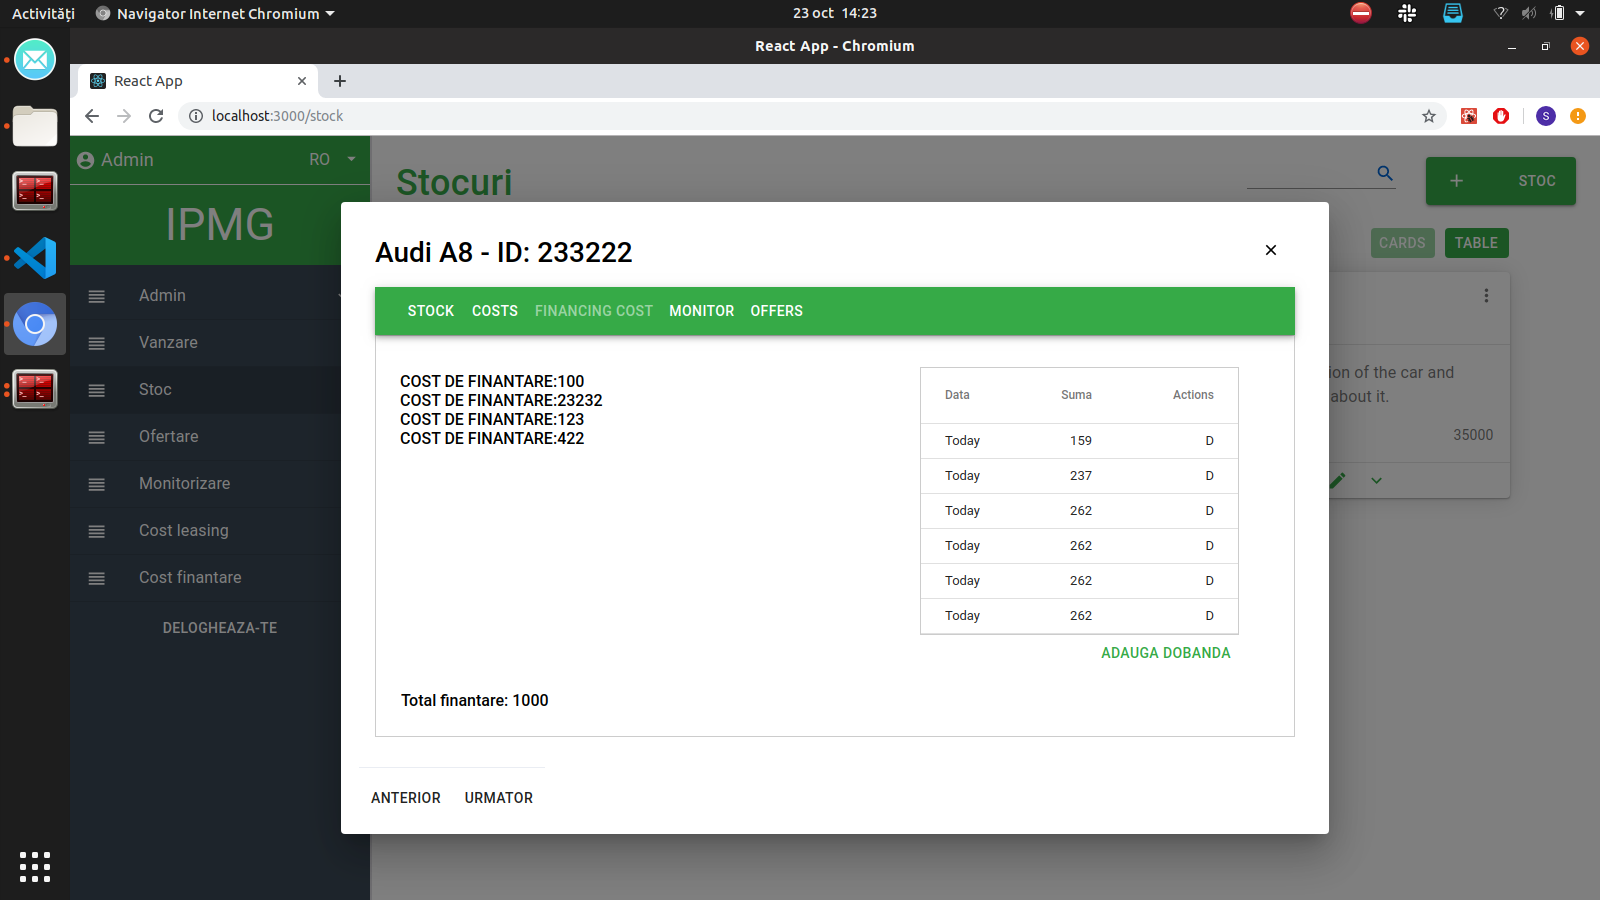 Activități
Navigator Internet Chromium
23 oct 14:23
React App - Chromium
React App
localhost:3000/stock
S
Admin
RO
IPMG
Admin
Vanzare
Stoc
Ofertare
Monitorizare
Cost leasing
Cost finantare
DELOGHEAZA-TE
Stocuri
+ STOC
CARDS
TABLE
ion of the car and
about it.
35000
Audi A8 - ID: 233222
STOCK COSTS FINANCING COST MONITOR OFFERS
COST DE FINANTARE:100
COST DE FINANTARE:23232
COST DE FINANTARE:123
COST DE FINANTARE:422
Data Suma Actions
Today 159 D
Today 237 D
Today 262 D
Today 262 D
Today 262 D
Today 262 D
ADAUGA DOBANDA
Total finantare: 1000
ANTERIOR URMATOR